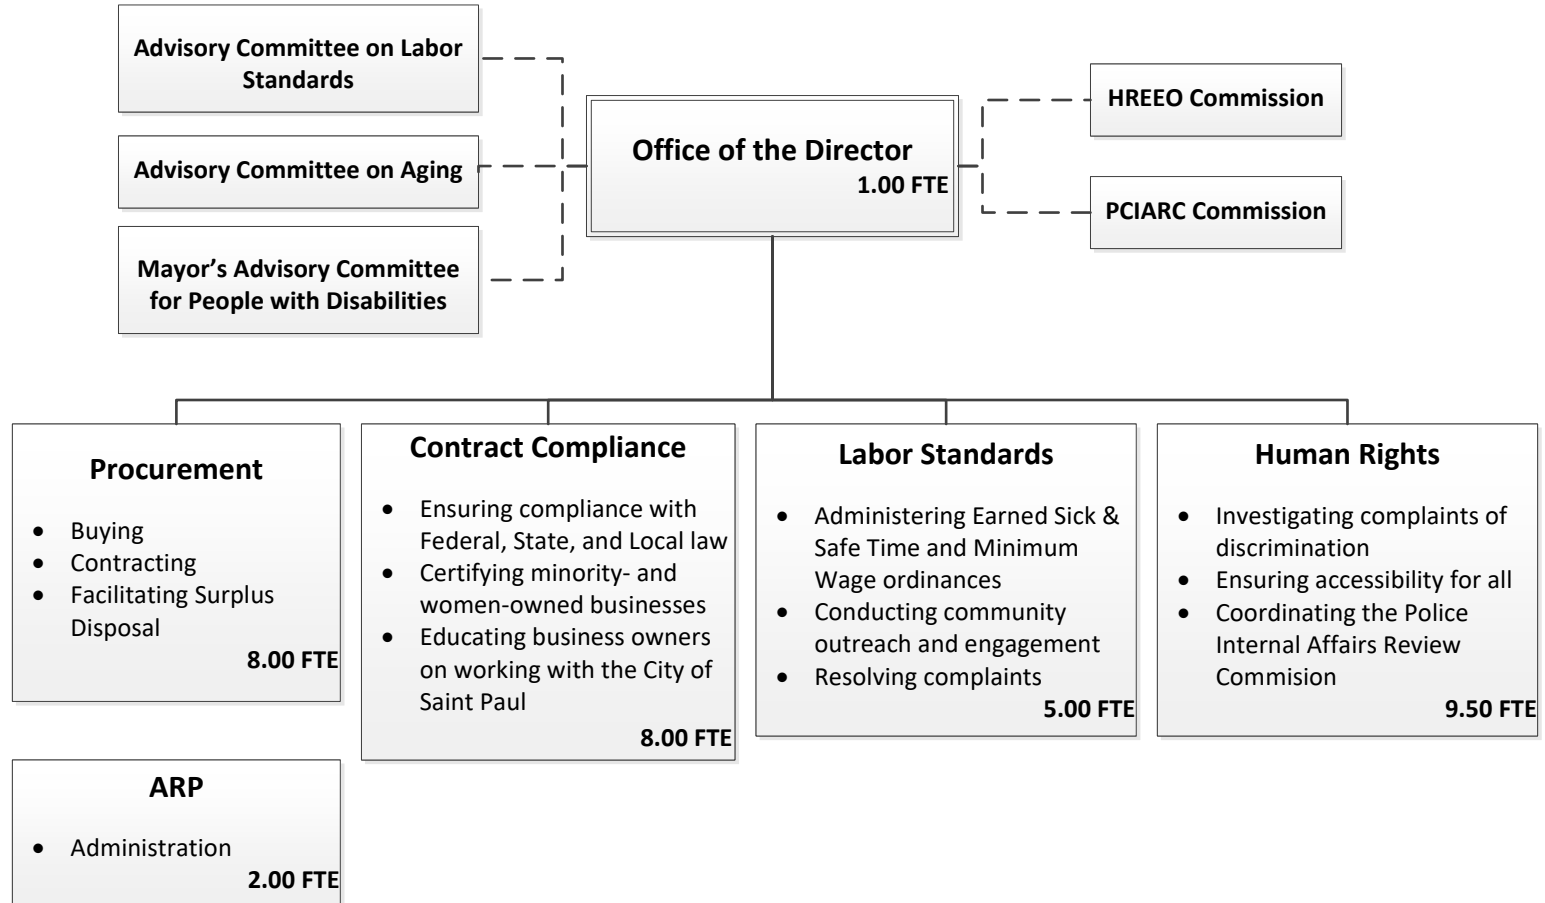 Advisory Committee on Labor
Standards
Advisory Committee on Aging
Mayor’s Advisory Committee
for People with Disabilities
Office of the Director
1.00 FTE
HREEO Commission
PCIARC Commission
Procurement
• Buying
• Contracting
• Facilitating Surplus
Disposal
8.00 FTE
Contract Compliance
• Ensuring compliance with
Federal, State, and Local law
• Certifying minority- and
women-owned businesses
• Educating business owners
on working with the City of
Saint Paul
8.00 FTE
Labor Standards
• Administering Earned Sick &
Safe Time and Minimum
Wage ordinances
• Conducting community
outreach and engagement
• Resolving complaints
5.00 FTE
Human Rights
• Investigating complaints of
discrimination
• Ensuring accessibility for all
• Coordinating the Police
Internal Affairs Review
Commision
9.50 FTE
ARP
• Administration
2.00 FTE